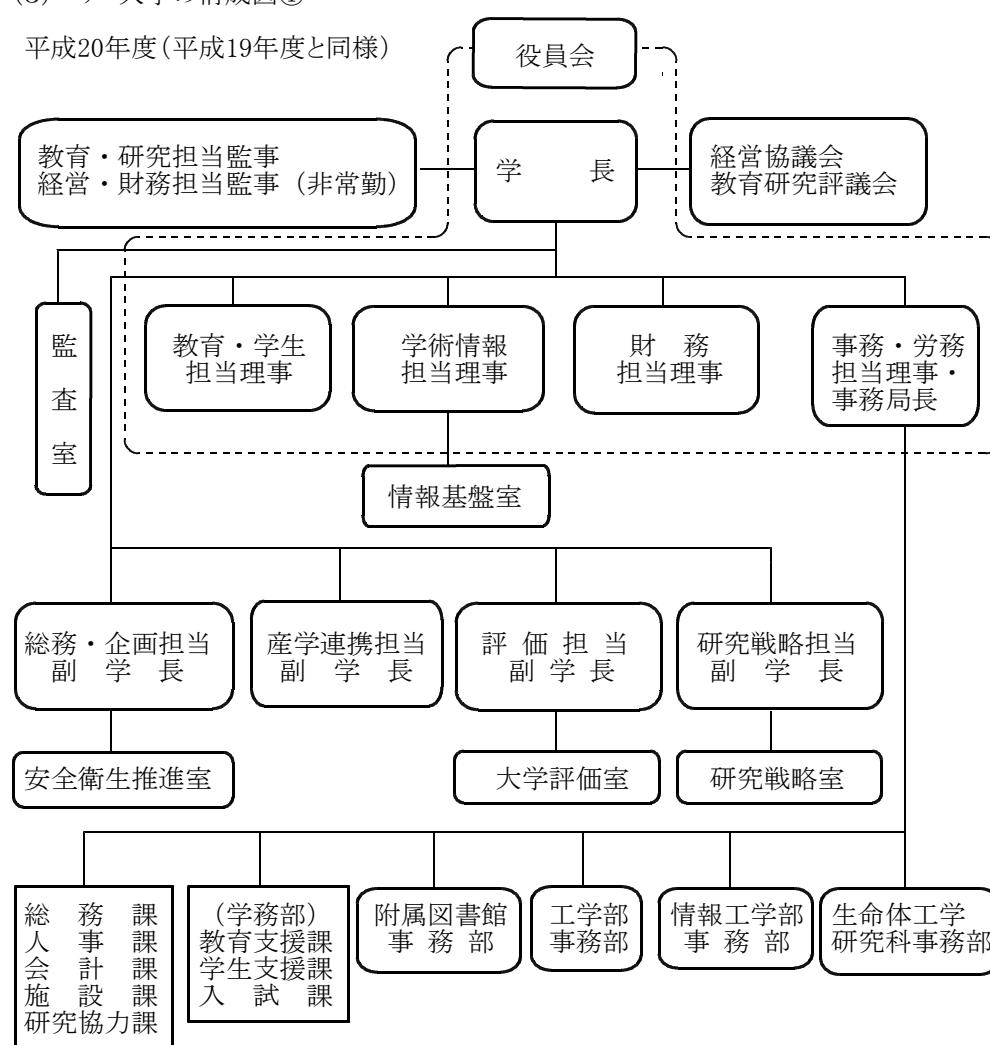 平成20年度(平成19年度と同様)
役員会
教育・研究担当監事
経営・財務担当監事(非常勤)
学 長
経営協議会
教育研究評議会
監査室
教育・学生
担当理事
学術情報
担当理事
財 務
担当理事
事務・労務
担当理事・
事務局長
情報基盤室
総務・企画担当
副 学 長
産学連携担当
副 学 長
評 価 担 当
副 学 長
研究戦略担当
副 学 長
安全衛生推進室
大学評価室
研究戦略室
総 務 課
人 事 課
会 計 課
施 設 課
研究協力課
(学務部)
教育支援課
学生支援課
入 試 課
附属図書館
事 務 部
工学部
事務部
情報工学部
事 務 部
生命体工学
研究科事務部